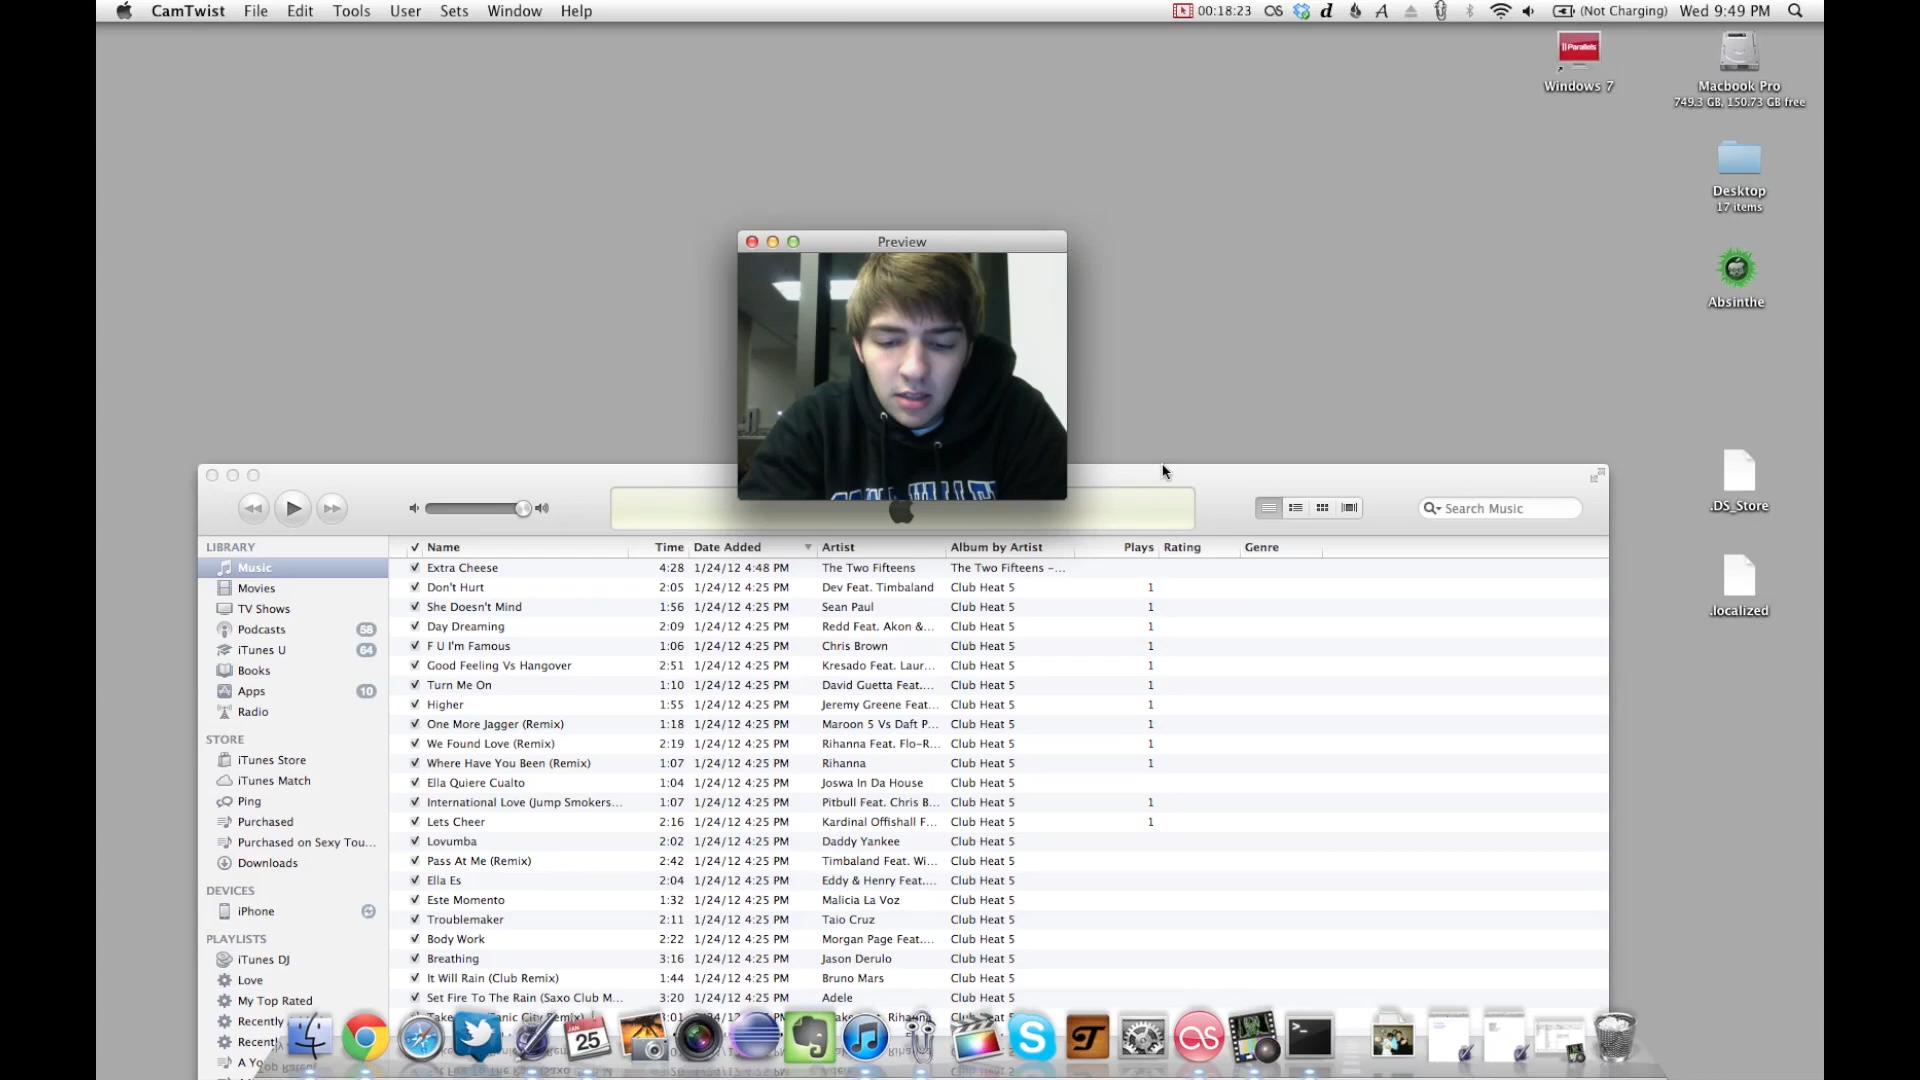 CamTwist File Edit Tools User Sets Window Help
00:18:23 (Not Charging) Wed 9:49 PM
Parallels
Windows 7
Macbook Pro
749.3 GB, 150.73 GB free
Desktop
17 items
Absinthe
.DS_Store
.localized
Preview
Search Music
LIBRARY
Music
Movies
TV Shows
Podcasts 58
iTunes U 64
Books
Apps 10
Radio
STORE
iTunes Store
iTunes Match
Ping
Purchased
Purchased on Sexy Tou...
Downloads
DEVICES
iPhone
PLAYLISTS
iTunes DJ
Love
My Top Rated
Recently
Recently
Name Time Date Added Artist Album by Artist Plays Rating Genre
Extra Cheese 4:28 1/24/12 4:48 PM The Two Fifteens The Two Fifteens -...
Don't Hurt 2:05 1/24/12 4:25 PM Dev Feat. Timbaland Club Heat 5 1
She Doesn't Mind 1:56 1/24/12 4:25 PM Sean Paul Club Heat 5 1
Day Dreaming 2:09 1/24/12 4:25 PM Redd Feat. Akon &... Club Heat 5 1
F U I'm Famous 1:06 1/24/12 4:25 PM Chris Brown Club Heat 5 1
Good Feeling Vs Hangover 2:51 1/24/12 4:25 PM Kresado Feat. Laur... Club Heat 5 1
Turn Me On 1:10 1/24/12 4:25 PM David Guetta Feat.... Club Heat 5 1
Higher 1:55 1/24/12 4:25 PM Jeremy Greene Feat... Club Heat 5 1
One More Jagger (Remix) 1:18 1/24/12 4:25 PM Maroon 5 Vs Daft P... Club Heat 5 1
We Found Love (Remix) 2:19 1/24/12 4:25 PM Rihanna Feat. Flo-R... Club Heat 5 1
Where Have You Been (Remix) 1:07 1/24/12 4:25 PM Rihanna Club Heat 5 1
Ella Quiere Cualto 1:04 1/24/12 4:25 PM Joswa In Da House Club Heat 5
International Love (Jump Smokers... 1:07 1/24/12 4:25 PM Pitbull Feat. Chris B... Club Heat 5 1
Lets Cheer 2:16 1/24/12 4:25 PM Kardinal Offishall F... Club Heat 5 1
Lovumba 2:02 1/24/12 4:25 PM Daddy Yankee Club Heat 5
Pass At Me (Remix) 2:42 1/24/12 4:25 PM Timbaland Feat. Wi... Club Heat 5
Ella Es 2:04 1/24/12 4:25 PM Eddy & Henry Feat.... Club Heat 5
Este Momento 1:32 1/24/12 4:25 PM Malicia La Voz Club Heat 5
Troublemaker 2:11 1/24/12 4:25 PM Taio Cruz Club Heat 5
Body Work 2:22 1/24/12 4:25 PM Morgan Page Feat.... Club Heat 5
Breathing 3:16 1/24/12 4:25 PM Jason Derulo Club Heat 5
It Will Rain (Club Remix) 1:44 1/24/12 4:25 PM Bruno Mars Club Heat 5
Set Fire To The Rain (Saxo Club M... 3:20 1/24/12 4:25 PM Adele Club Heat 5
JAN
25